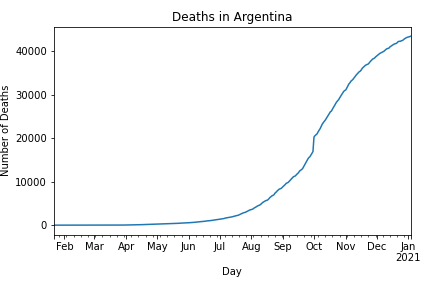 Deaths in Argentina
Number of Deaths
40000
30000
20000
10000
0
Feb Mar Apr May Jun Jul Aug Sep Oct Nov Dec Jan
2021
Day